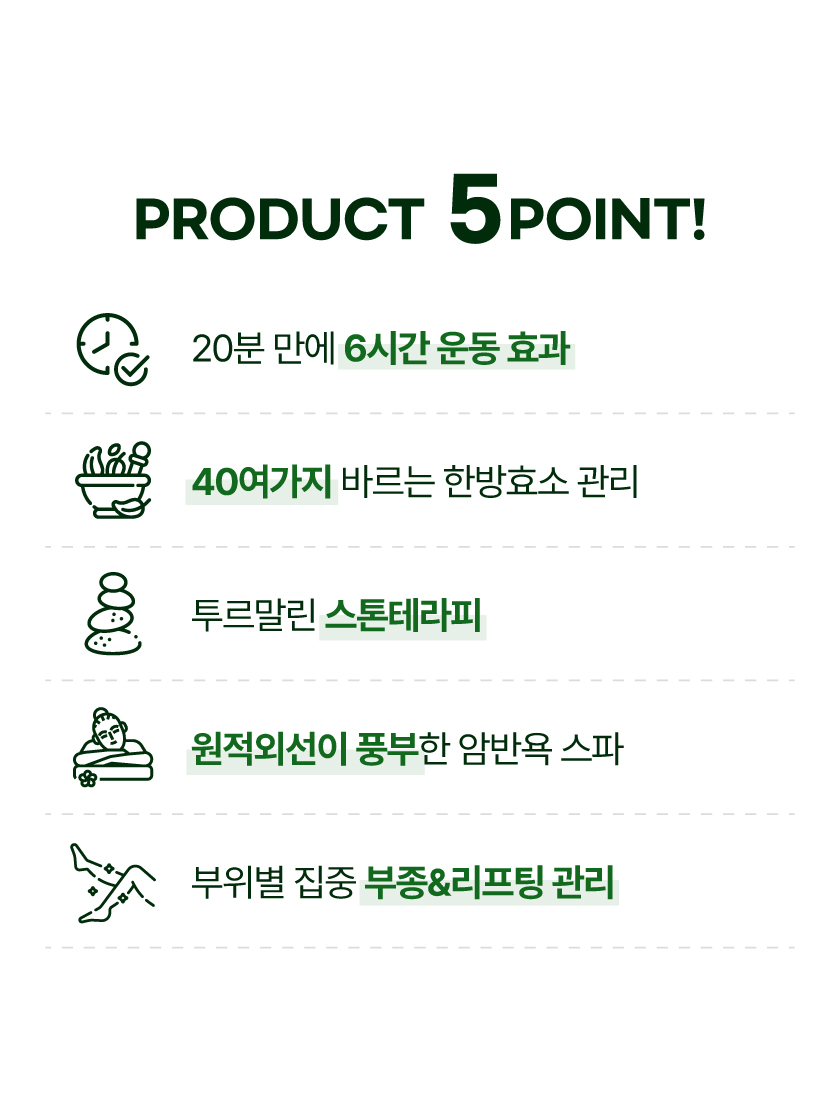 PRODUCT 5 POINT!
20분 만에 6시간 운동 효과
40여가지 바르는 한방효소 관리
투르말린 스톤테라피
원적외선이 풍부한 암반욕 스파
부위별 집중 부종&리프팅 관리